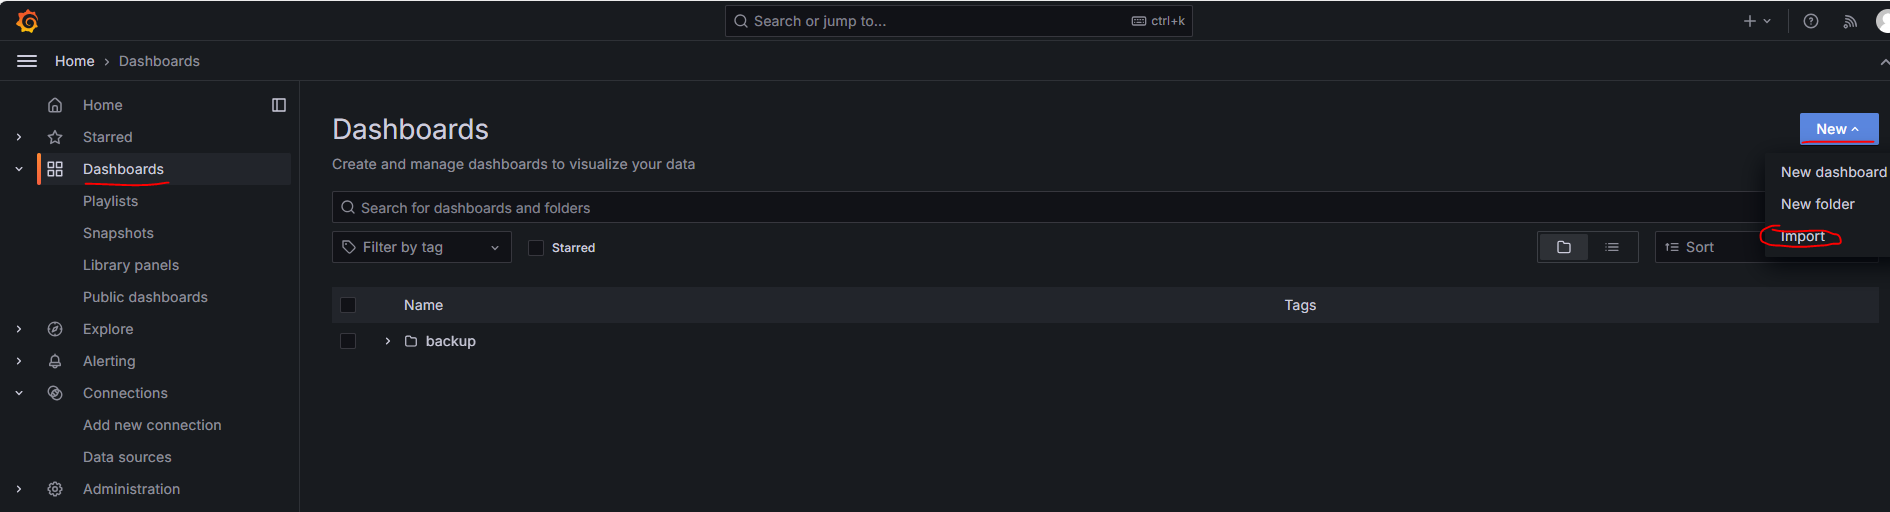 Search or jump to... ctrl+k
Home › Dashboards
Home
Starred
Dashboards
Playlists
Snapshots
Library panels
Public dashboards
Explore
Alerting
Connections
Add new connection
Data sources
Administration
Dashboards
Create and manage dashboards to visualize your data
New
New dashboard
New folder
Import
Search for dashboards and folders
Filter by tag
Starred
Sort
Name Tags
backup